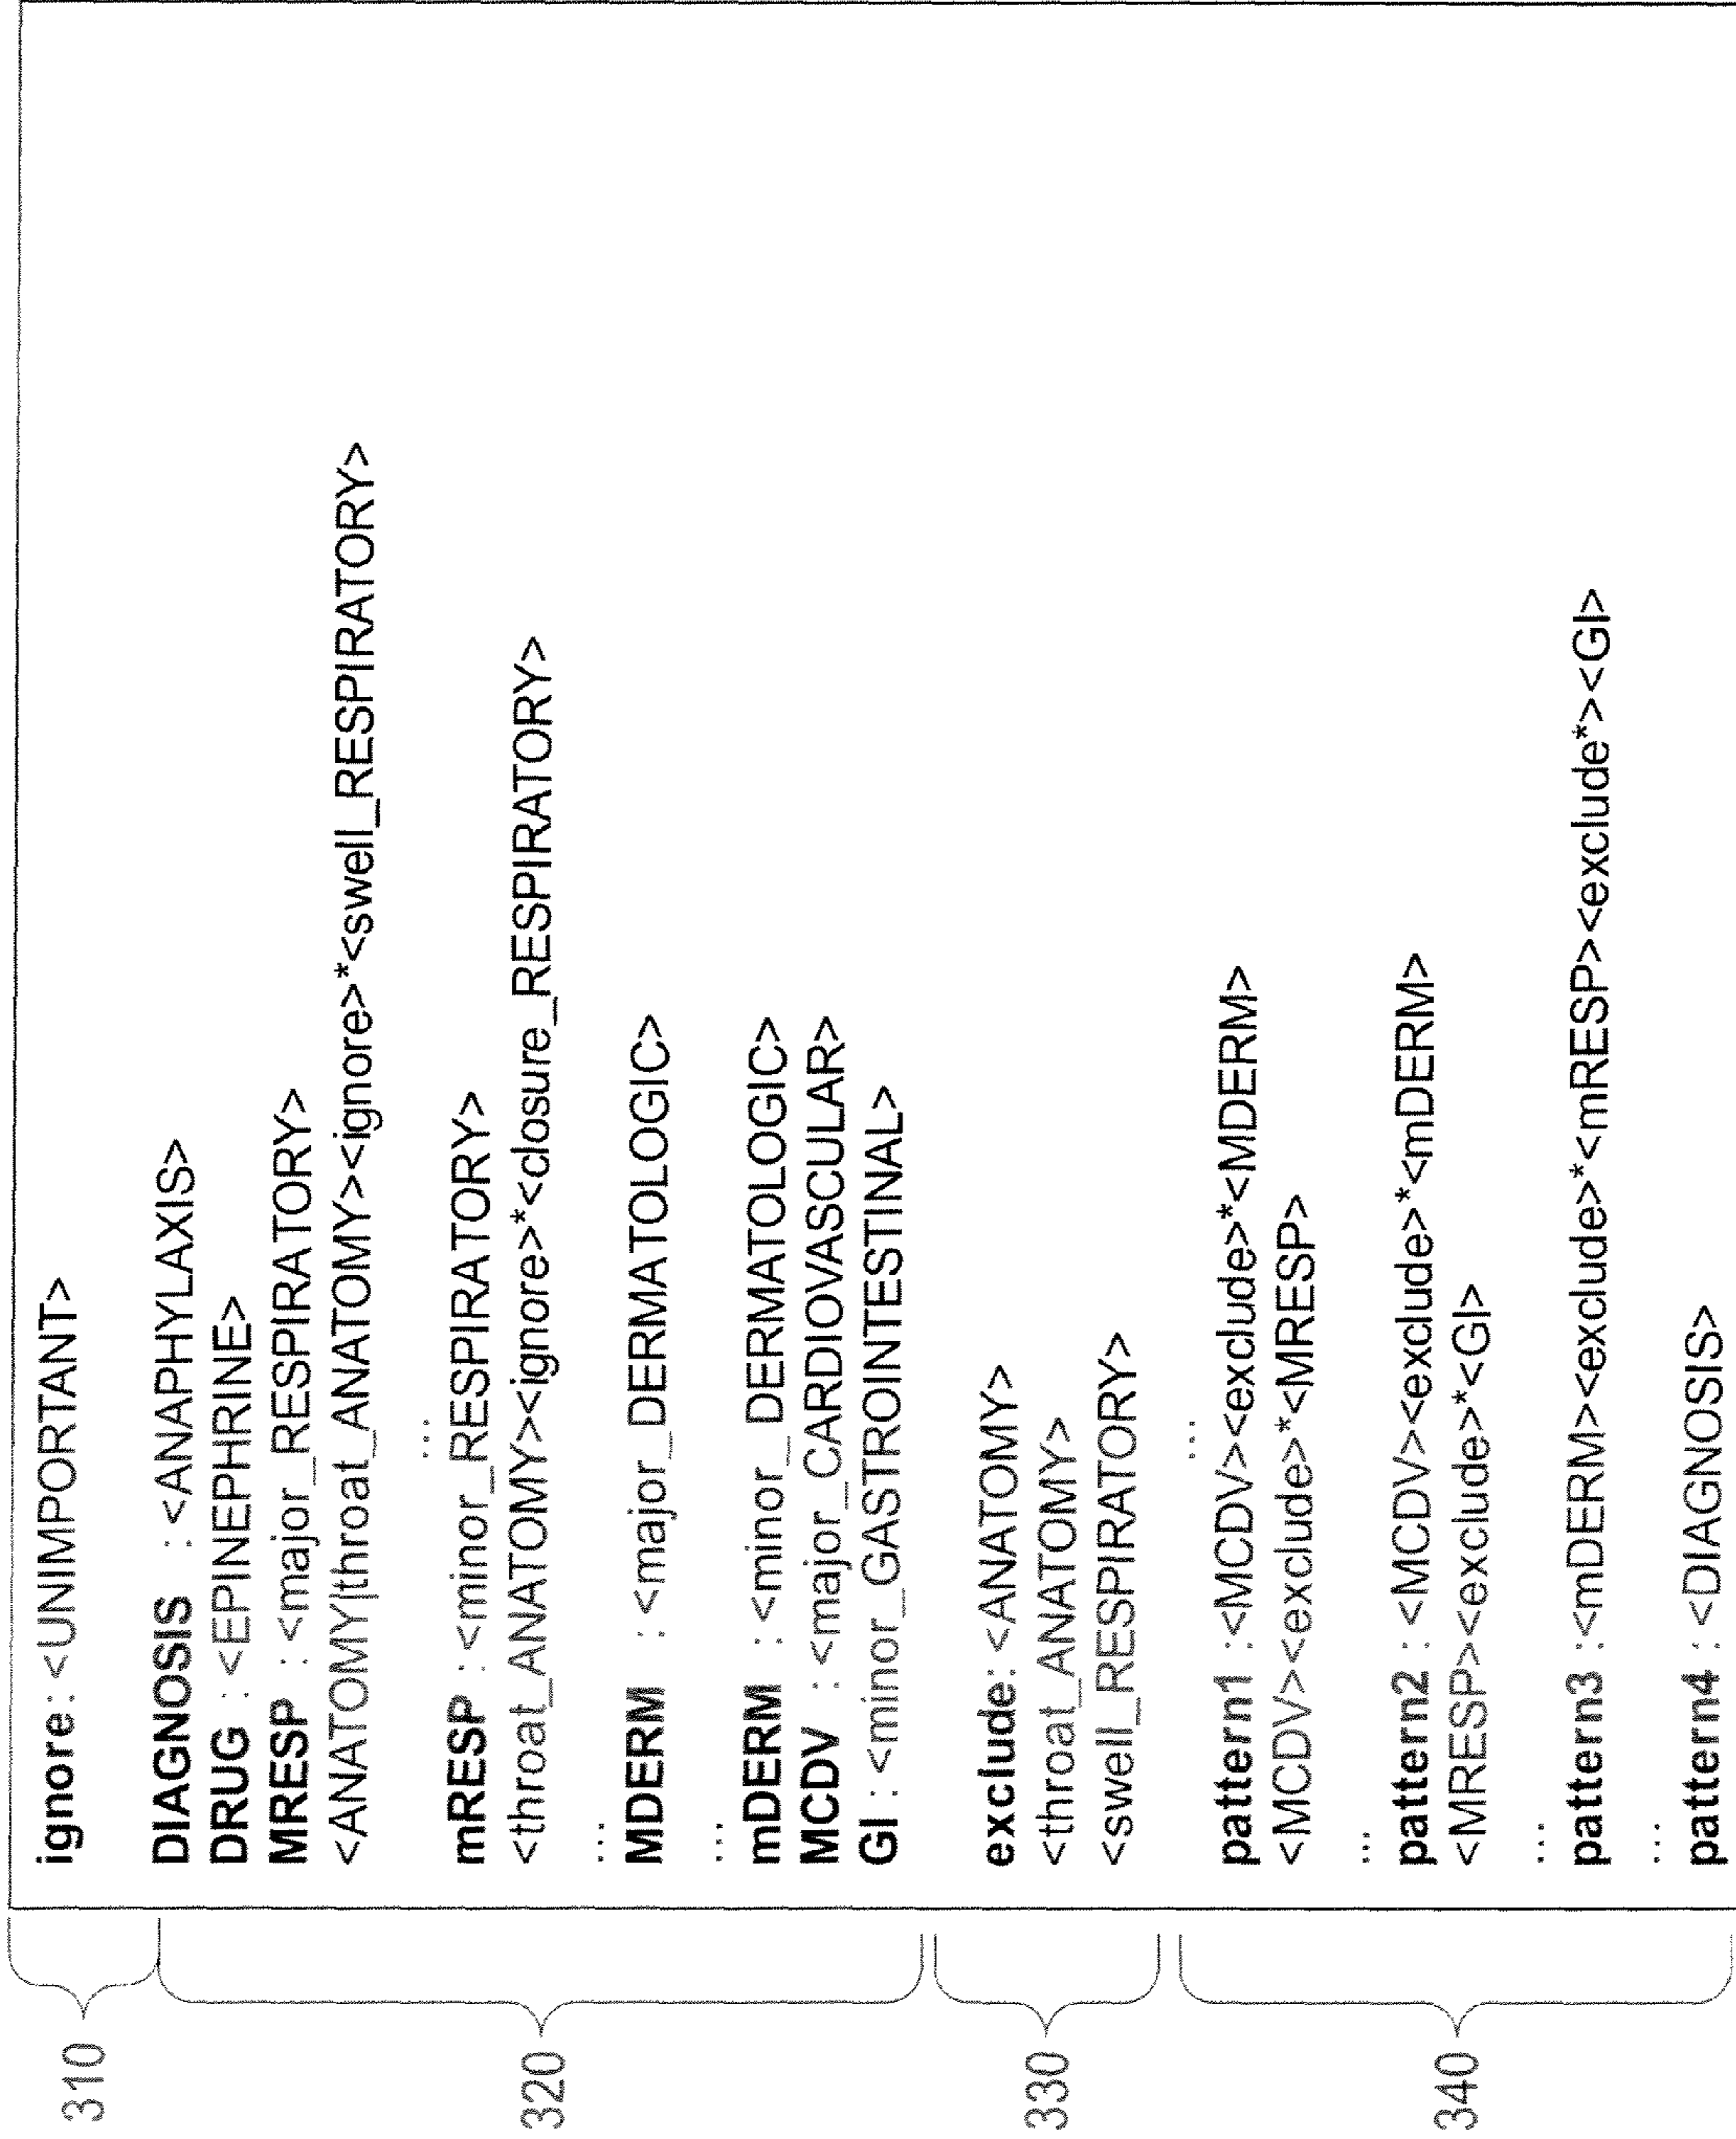 310
ignore: <UNIMPORTANT>
320
DIAGNOSIS : <ANAPHYLAXIS>
DRUG : <EPINEPHRINE>
MRESP : <major_RESPIRATORY>
<ANATOMY|throat_ANATOMY><ignore>*<swell_RESPIRATORY>
...
mRESP : <minor_RESPIRATORY>
<throat_ANATOMY><ignore>*<closure_RESPIRATORY>
...
MDERM : <major_DERMATOLOGIC>
...
mDERM : <minor_DERMATOLOGIC>
MCDV : <major_CARDIOVASCULAR>
GI : <minor_GASTROINTESTINAL>
330
exclude: <ANATOMY>
<throat_ANATOMY>
<swell_RESPIRATORY>
...
340
pattern1 :<MCDV><exclude>*<MDERM>
<MCDV><exclude>*<MRESP>
...
pattern2 : <MCDV><exclude>*<mDERM>
<MRESP><exclude>*<GI>
...
pattern3 :<mDERM><exclude>*<mRESP><exclude*><GI>
...
pattern4 : <DIAGNOSIS>